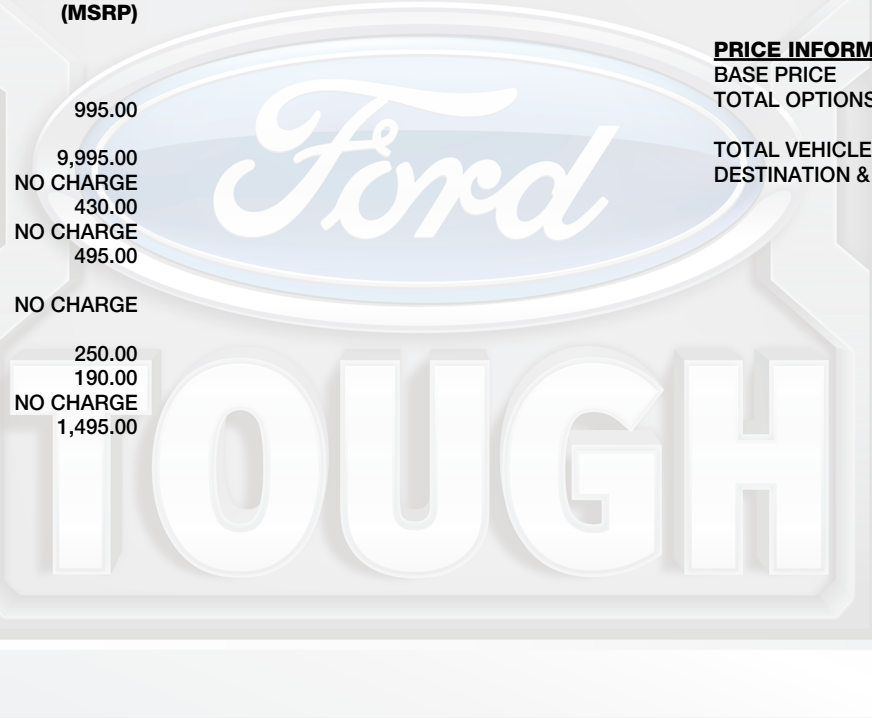 (MSRP)
995.00
9,995.00
NO CHARGE
430.00
NO CHARGE
495.00
NO CHARGE
250.00
190.00
NO CHARGE
1,495.00
PRICE INFORM
BASE PRICE
TOTAL OPTIONS
TOTAL VEHICLE
DESTINATION &
Ford
TOUGH